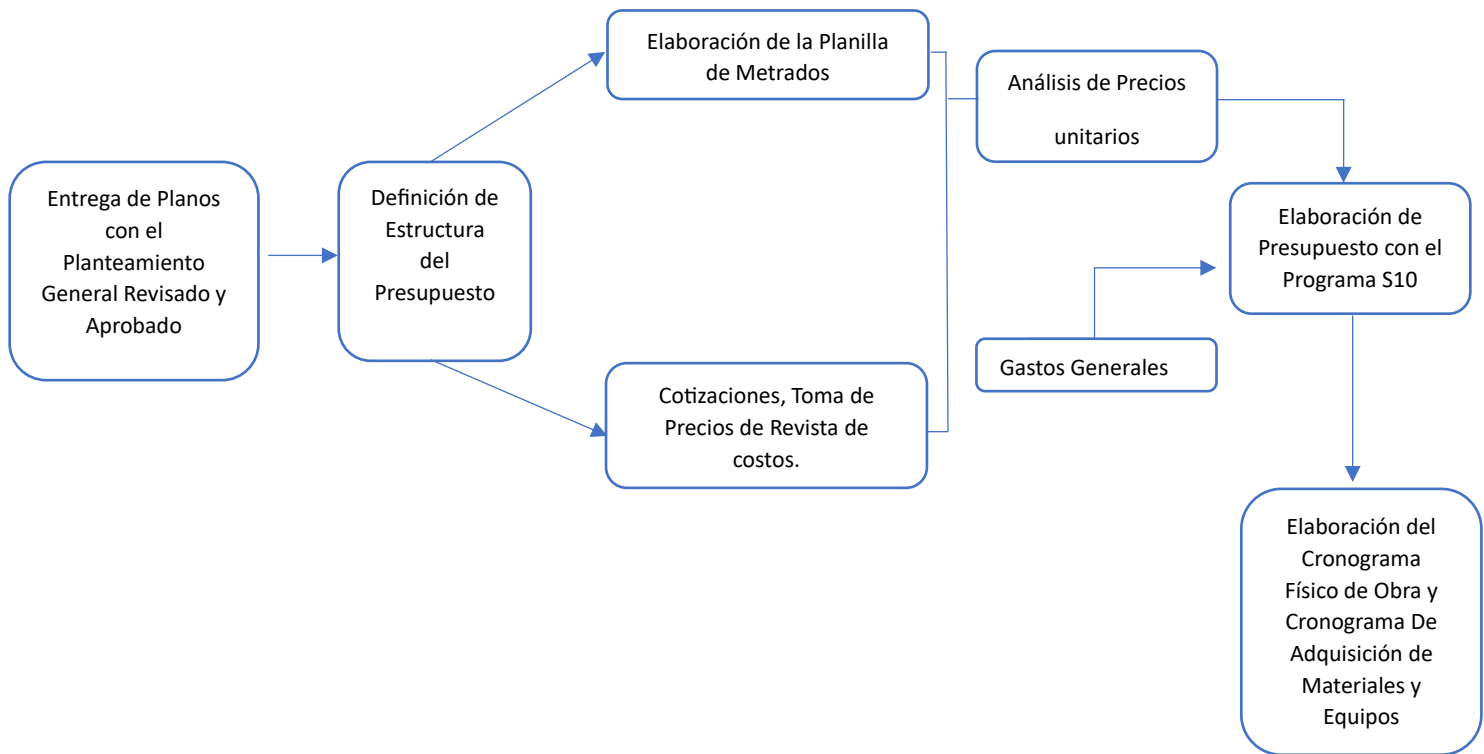 Entrega de Planos
con el
Planteamiento
General Revisado y
Aprobado
Definición de
Estructura
del
Presupuesto
Elaboración de la Planilla
de Metrados
Cotizaciones, Toma de
Precios de Revista de
costos.
Análisis de Precios
unitarios
Gastos Generales
Elaboración de
Presupuesto con el
Programa S10
Elaboración del
Cronograma
Físico de Obra y
Cronograma De
Adquisición de
Materiales y
Equipos